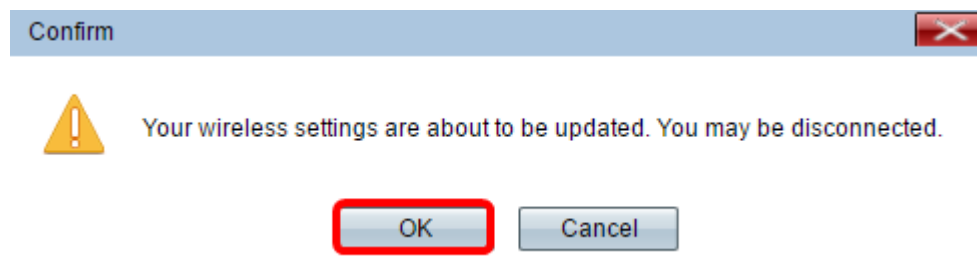 Confirm
Your wireless settings are about to be updated. You may be disconnected.
OK Cancel